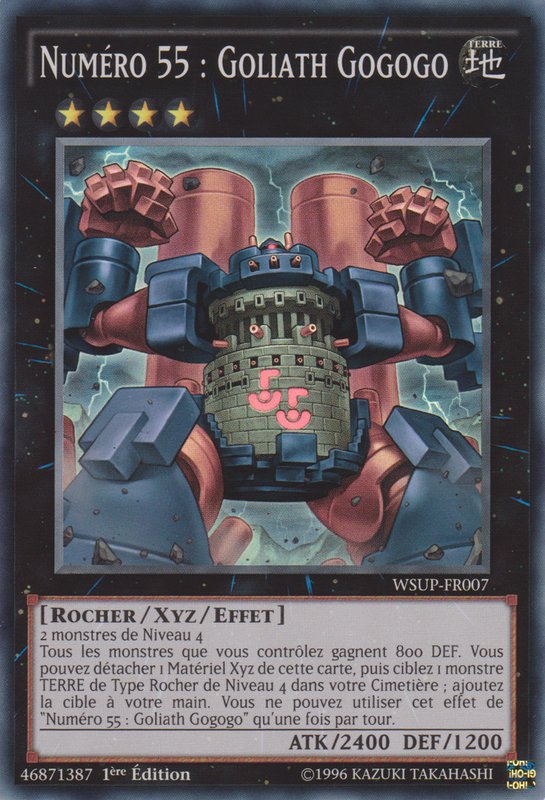 Numéro 55 : Goliath Gogogo
TERRE
地
55
WSUP-FR007
[Rocher/Xyz/Effet]
2 monstres de Niveau 4
Tous les monstres que vous contrôlez gagnent 800 DEF. Vous
pouvez détacher 1 Matériel Xyz de cette carte, puis ciblez 1 monstre
TERRE de Type Rocher de Niveau 4 dans votre Cimetière ; ajoutez
la cible à votre main. Vous ne pouvez utiliser cet effet de
"Numéro 55 : Goliath Gogogo" qu'une fois par tour.
ATK/2400 DEF/1200
46871387 1ère Édition ©1996 KAZUKI TAKAHASHI